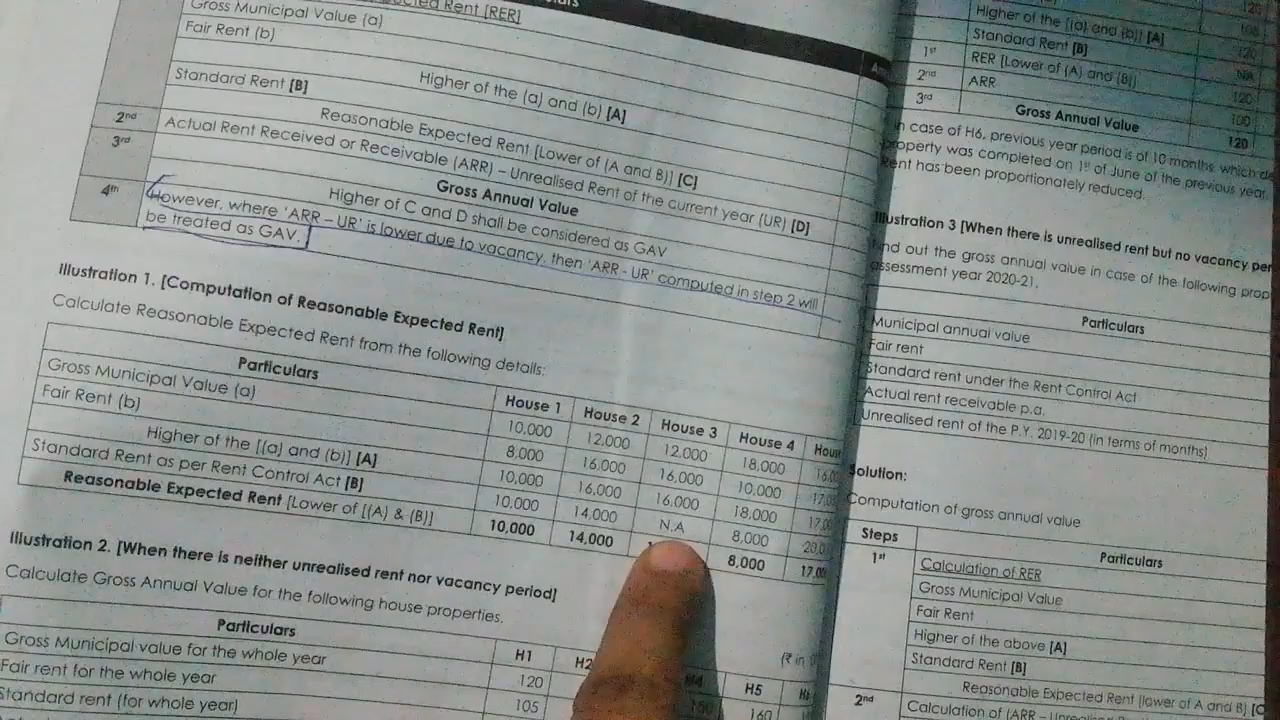 ected Rent [RER]
Gross Municipal Value (a)
Fair Rent (b)
Higher of the (a) and (b) [A]
Standard Rent [B]
Reasonable Expected Rent [Lower of (A and B)] [C]
2nd Actual Rent Received or Receivable (ARR) – Unrealised Rent of the current year (UR) [D]
3rd Gross Annual Value
Higher of C and D shall be considered as GAV
4th However, where 'ARR – UR' is lower due to vacancy, then 'ARR - UR' computed in step 2 will
be treated as GAV.
Illustration 1. [Computation of Reasonable Expected Rent]
Calculate Reasonable Expected Rent from the following details:
Particulars House 1 House 2 House 3 House 4
Gross Municipal Value (a) 10,000 12,000 12,000 18,000
Fair Rent (b) 8,000 16,000 16,000 10,000
Higher of the [(a) and (b)] [A] 10,000 16,000 16,000 18,000
Standard Rent as per Rent Control Act [B] 10,000 14,000 N.A 8,000
Reasonable Expected Rent [Lower of [(A) & (B)] 10,000 14,000 8,000
Illustration 2. [When there is neither unrealised rent nor vacancy period]
Calculate Gross Annual Value for the following house properties.
(₹ in
Particulars H1 H2 H5
Gross Municipal value for the whole year 120
Fair rent for the whole year 105 160
Standard rent (for whole year)
Higher of the [(a) and (b)] [A]
Standard Rent [B]
1st RER [Lower of (A) and (B)] 120
2nd ARR 100
3rd Gross Annual Value 120
In case of H6, previous year period is of 10 months which
property was completed on 1st of June of the previous year.
Rent has been proportionately reduced.
Illustration 3 [When there is unrealised rent but no vacancy
Find out the gross annual value in case of the following
assessment year 2020-21.
Particulars
Municipal annual value
Fair rent
Standard rent under the Rent Control Act
Actual rent receivable p.a.
Unrealised rent of the P.Y. 2019-20 (in terms of months)
Solution:
Computation of gross annual value
Steps Particulars
1st Calculation of RER
Gross Municipal Value
Fair Rent
Higher of the above [A]
Standard Rent [B]
Reasonable Expected Rent [lower of A and B]
2nd Calculation of (ARR –